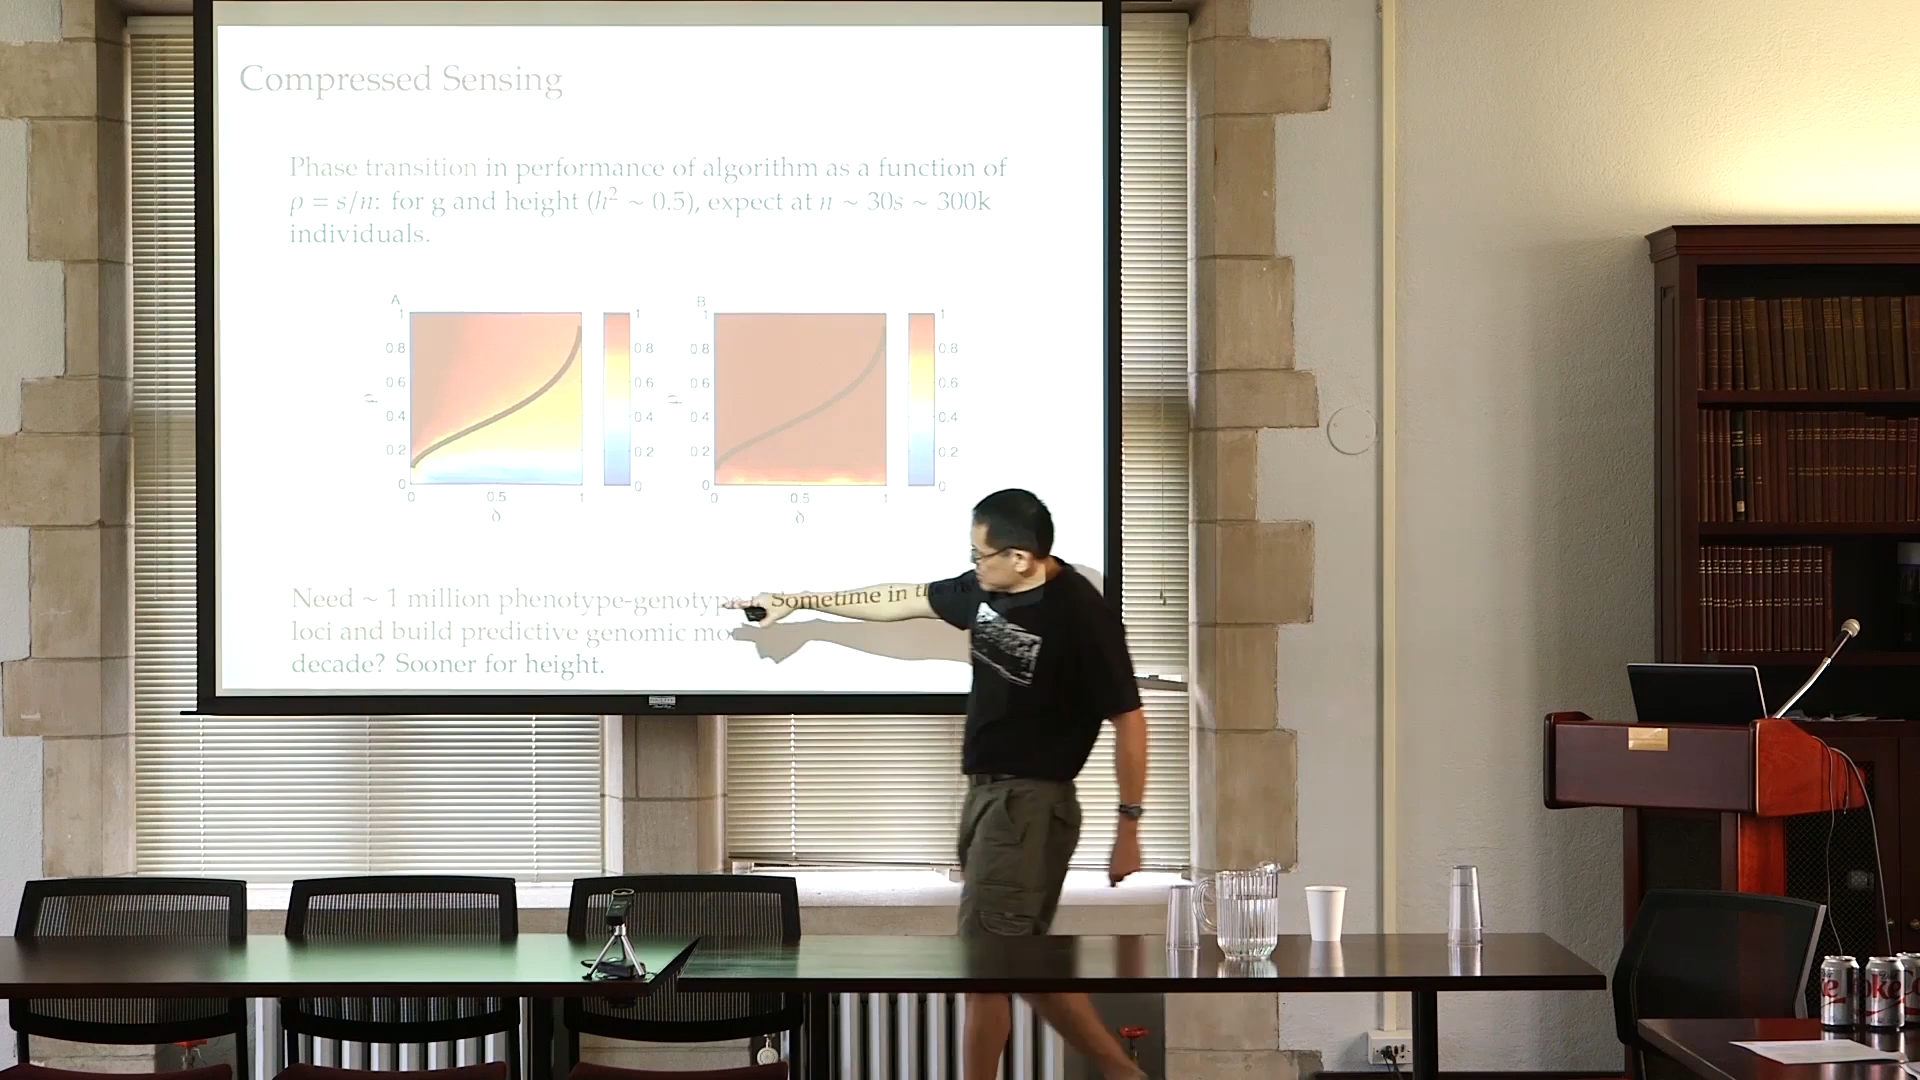 Compressed Sensing
Phase transition in performance of algorithm as a function of
ρ = s/n: for g and height (h² ~ 0.5), expect at n ~ 30s ~ 300k
individuals.
A
B
1
0.8
0.6
0.4
0.2
0
ρ
0
0.5
1
δ
1
0.8
0.6
0.4
0.2
0
1
0.8
0.6
0.4
0.2
0
ρ
0
0.5
1
δ
1
0.8
0.6
0.4
0.2
0
Need ~ 1 million phenotype-genotype Sometime in
loci and build predictive genomic
decade? Sooner for height.